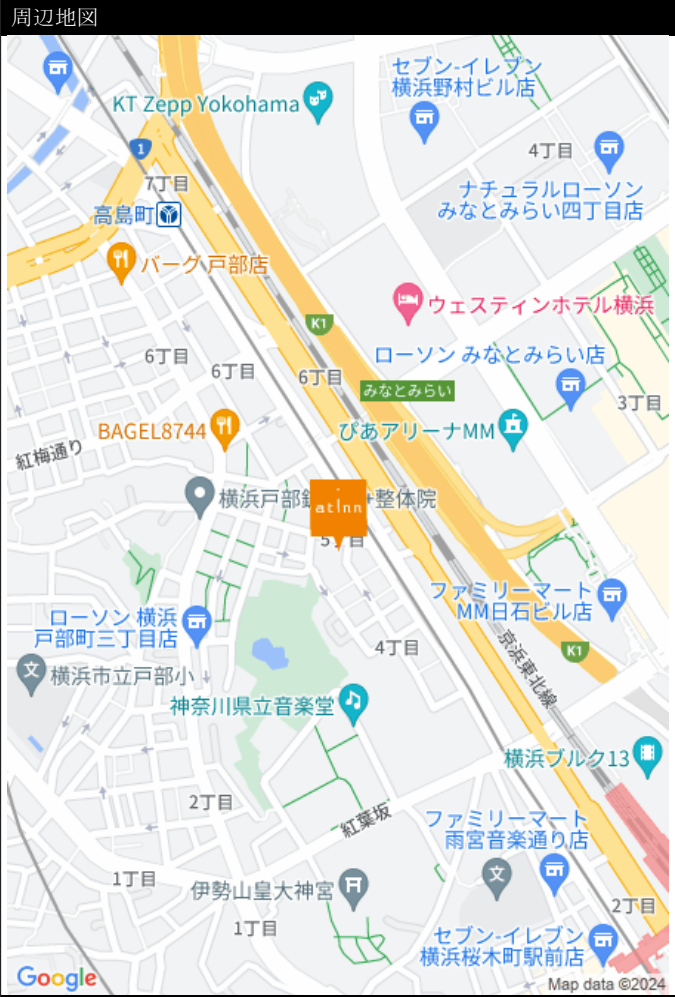 周辺地図
セブン-イレブン
横浜野村ビル店
KT Zepp Yokohama
1
4丁目
7丁目
ナチュラルローソン
みなとみらい四丁目店
高島町
バーグ 戸部店
ウェスティンホテル横浜
K1
ローソン みなとみらい店
6丁目
6丁目
6丁目
みなとみらい
3丁目
BAGEL8744
ぴあアリーナMM
紅梅通り
横浜戸部
+整体院
at inn
5丁目
ファミリーマート
MM日石ビル店
ローソン 横浜
戸部町三丁目店
4丁目
K1
京浜東北線
文
横浜市立戸部小
神奈川県立音楽堂
横浜ブルク13
2丁目
紅葉坂
ファミリーマート
雨宮音楽通り店
1丁目
伊勢山皇大神宮
文
1丁目
2丁目
セブン-イレブン
横浜桜木町駅前店
Google
Map data ©2024